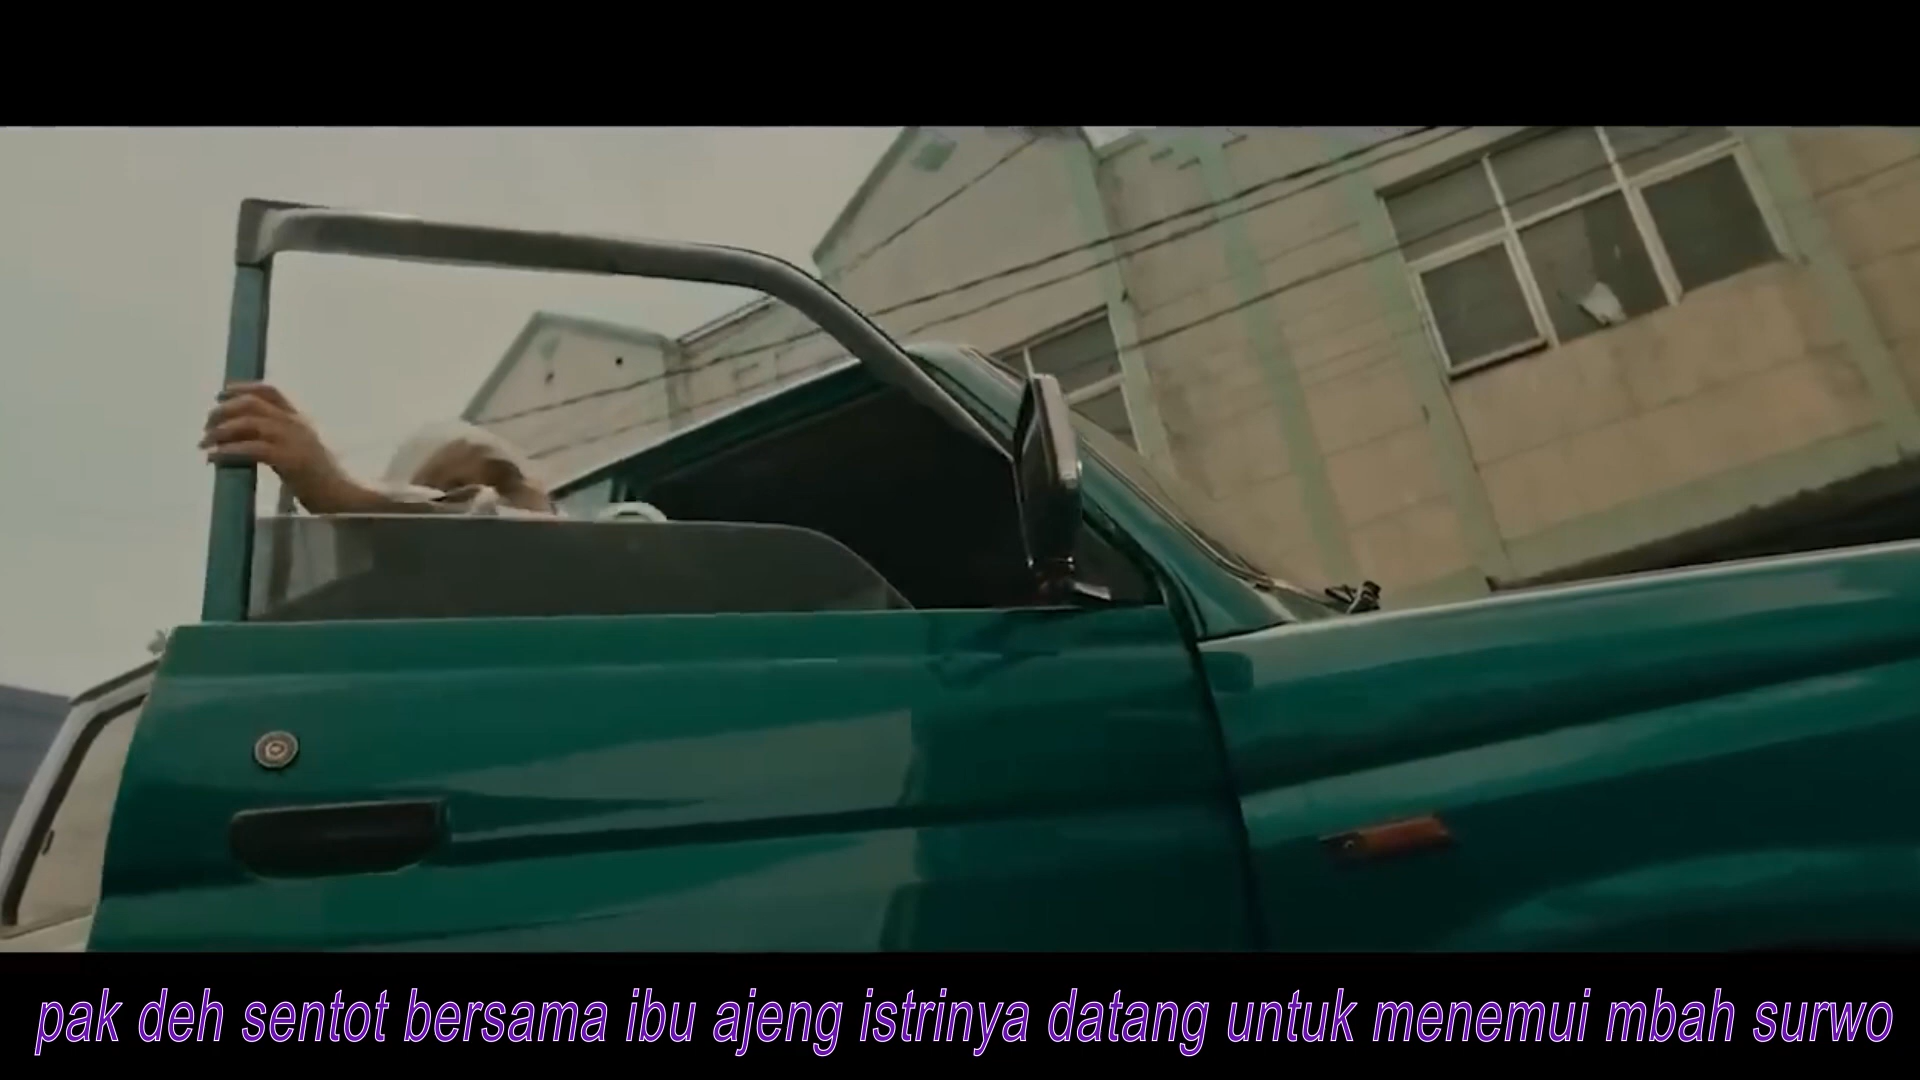 pak deh sentot bersama ibu ajeng istrinya datang untuk menemui mbah surwo